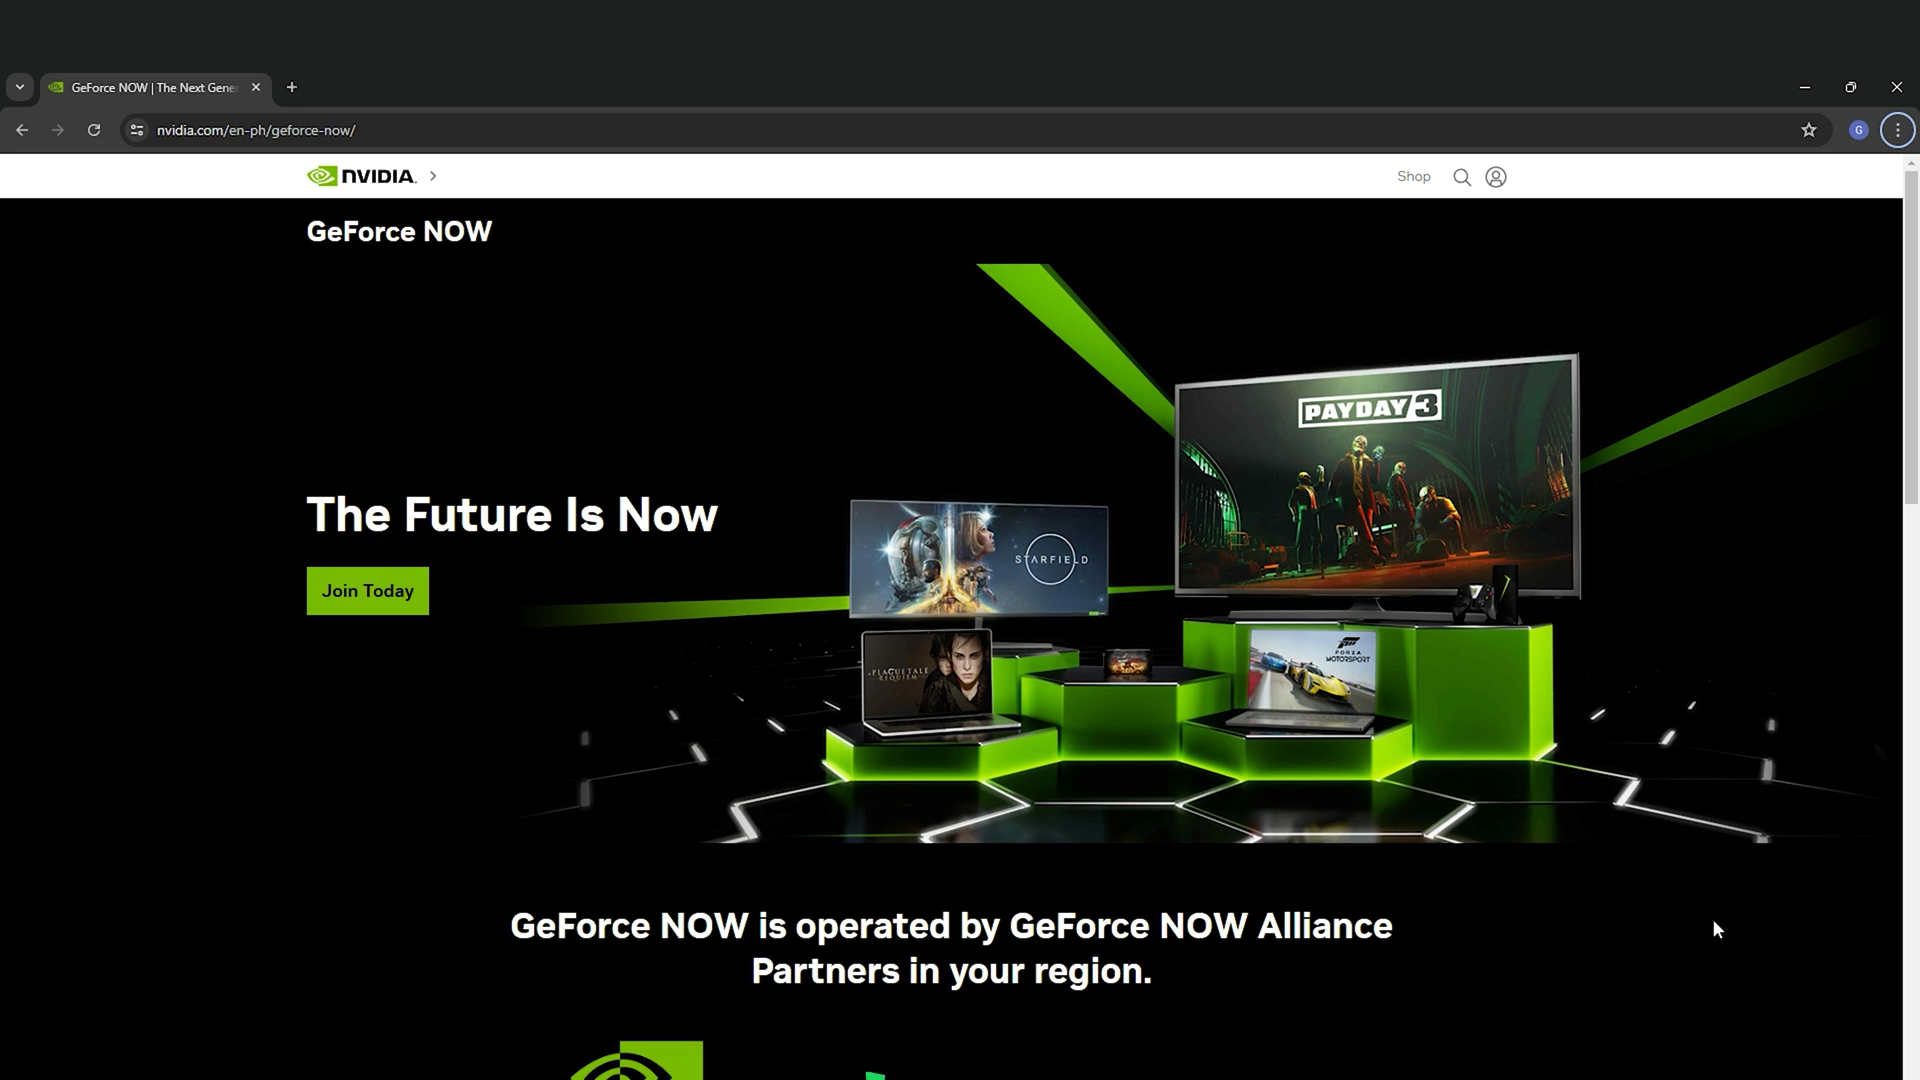 GeForce NOW | The Next Gene
nvidia.com/en-ph/geforce-now/
G
NVIDIA.
Shop
GeForce NOW
PAYDAY 3
The Future Is Now
STARFIELD
Join Today
A PLAGUE TALE
REQUIEM
FORZA
MOTORSPORT
GeForce NOW is operated by GeForce NOW Alliance
Partners in your region.